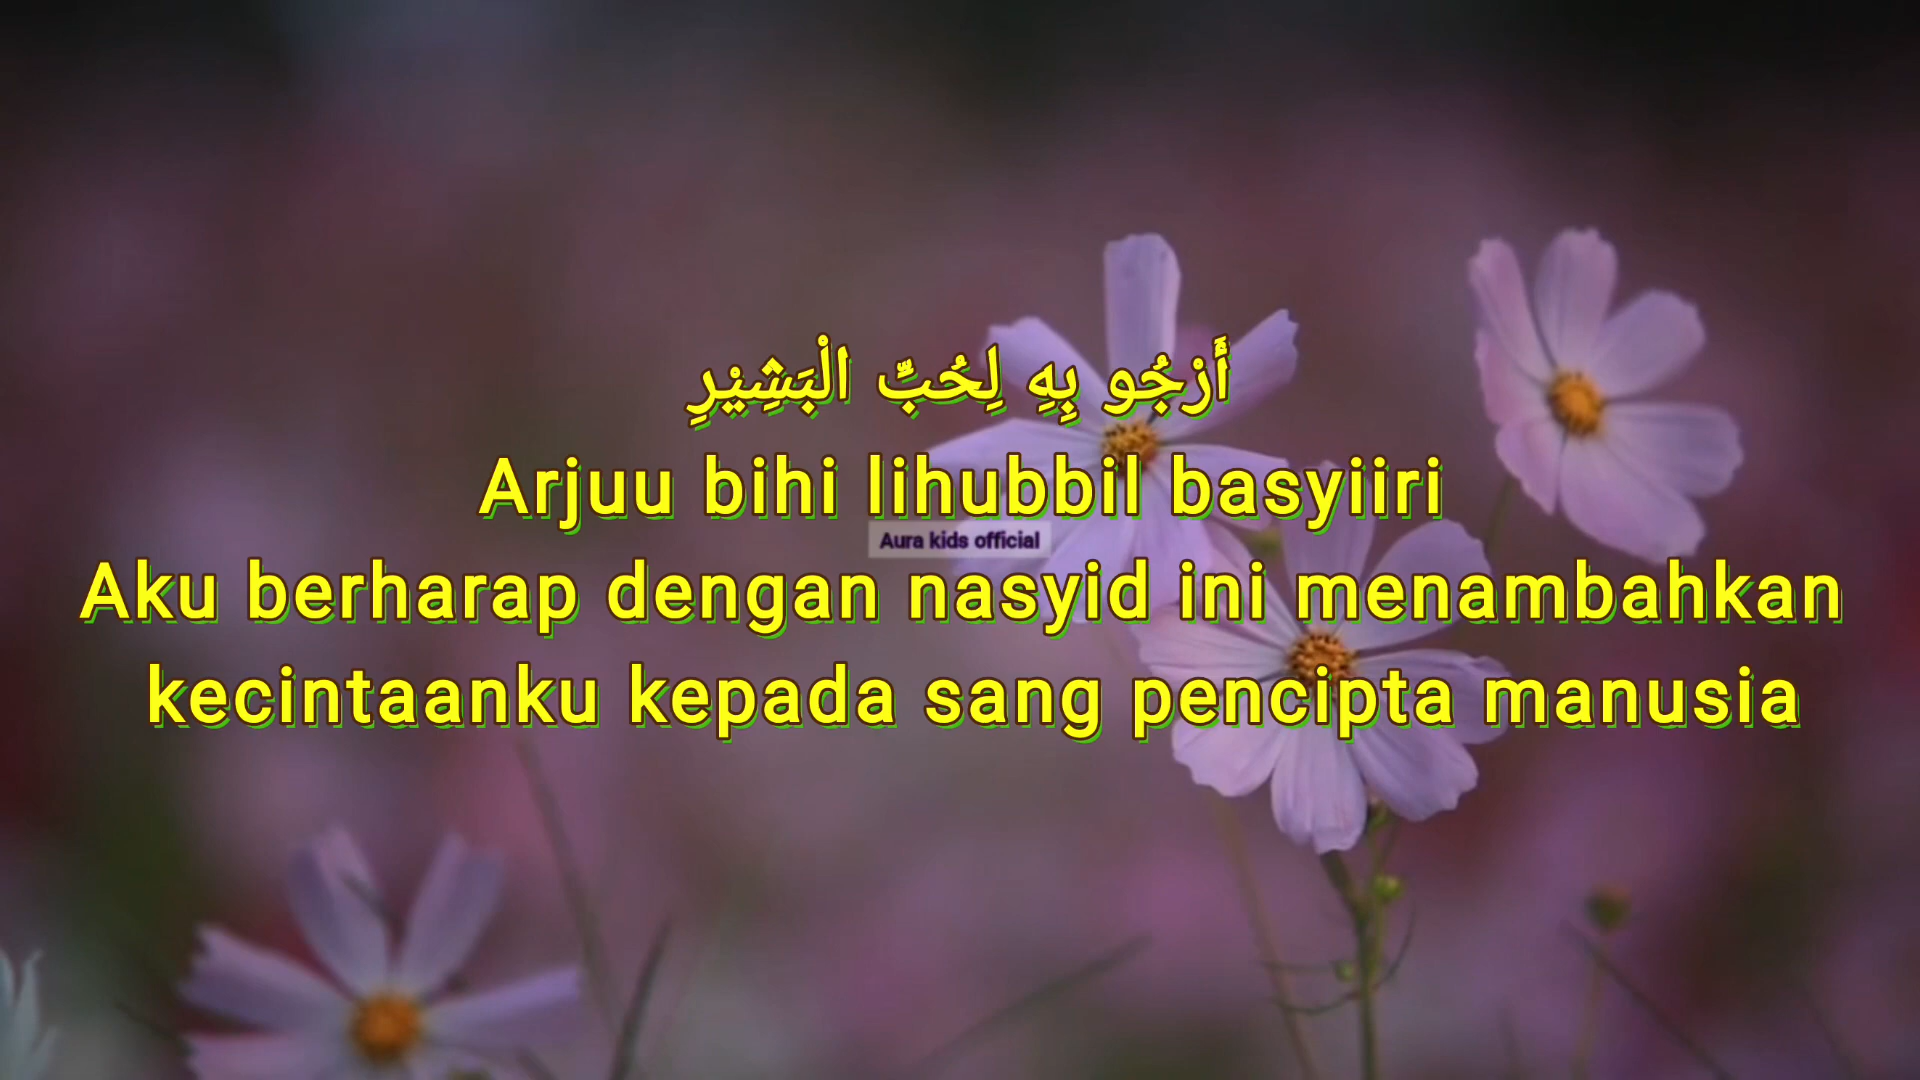 أَرْجُو بِهِ لِحُبِّ الْبَشِيْرِ
Arjuu bihi lihubbil basyiiri
Aura kids official
Aku berharap dengan nasyid ini menambahkan
kecintaanku kepada sang pencipta manusia